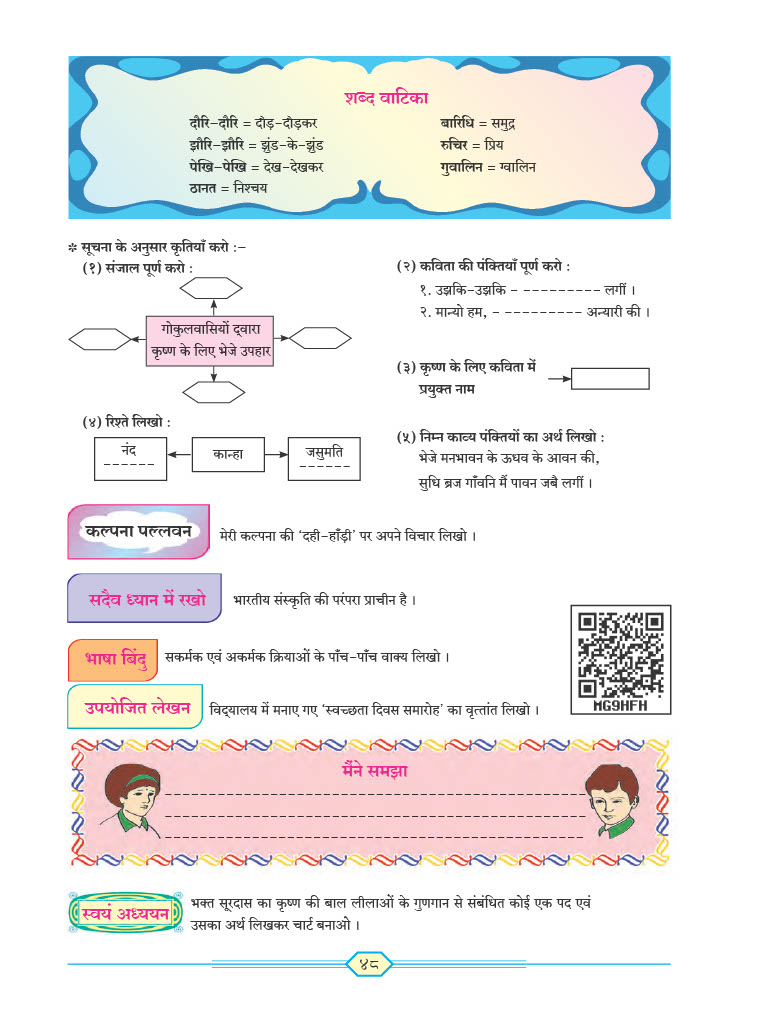 शब्द वाटिका
दौरि-दौरि = दौड़-दौड़कर
झौरि-झौरि = झुंड-के-झुंड
पेखि-पेखि = देख-देखकर
ठानत = निश्चय
बारिधि = समुद्र
रुचिर = प्रिय
गुवालिन = ग्वालिन
* सूचना के अनुसार कृतियाँ करो :-
(१) संजाल पूर्ण करो :
गोकुलवासियों द्‌वारा
कृष्ण के लिए भेजे उपहार
(२) कविता की पंक्तियाँ पूर्ण करो :
१. उझकि-उझकि - --------- लगीं ।
२. मान्यो हम, - --------- अन्यारी की ।
(३) कृष्ण के लिए कविता में
प्रयुक्त नाम
(४) रिश्ते लिखो :
नंद
------
कान्हा
जसुमति
------
(५) निम्न काव्य पंक्तियों का अर्थ लिखो :
भेजे मनभावन के ऊधव के आवन की,
सुधि ब्रज गाँवनि मैं पावन जबै लगीं ।
कल्पना पल्लवन
मेरी कल्पना की ‘दही-हाँड़ी’ पर अपने विचार लिखो ।
सदैव ध्यान में रखो
भारतीय संस्कृति की परंपरा प्राचीन है ।
भाषा बिंदु
सकर्मक एवं अकर्मक क्रियाओं के पाँच-पाँच वाक्य लिखो ।
उपयोजित लेखन
विद्‌यालय में मनाए गए ‘स्वच्छता दिवस समारोह’ का वृत्तांत लिखो ।
MG9HFH
मैंने समझा
स्वयं अध्ययन
भक्त सूरदास का कृष्ण की बाल लीलाओं के गुणगान से संबंधित कोई एक पद एवं
उसका अर्थ लिखकर चार्ट बनाओ ।
४८